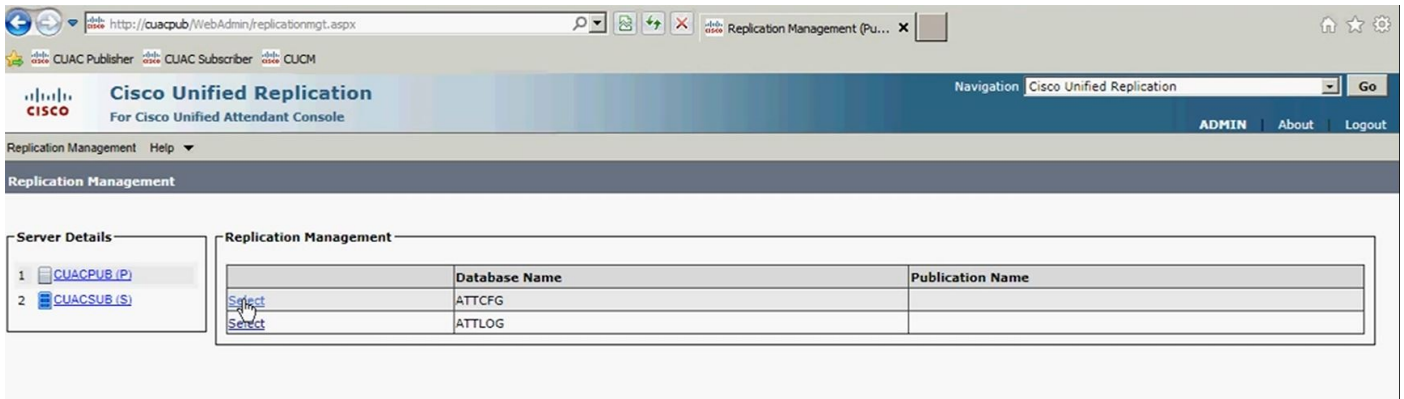 http://cuacpub/WebAdmin/replicationmgt.aspx
Replication Management (Pu...
CUAC Publisher CUAC Subscriber CUCM
CISCO
Cisco Unified Replication
For Cisco Unified Attendant Console
Navigation Cisco Unified Replication Go
ADMIN | About | Logout
Replication Management Help
Replication Management
Server Details
1 CUACPUB (P)
2 CUACSUB (S)
Replication Management
Database Name Publication Name
Select ATTCFG
Select ATTLOG